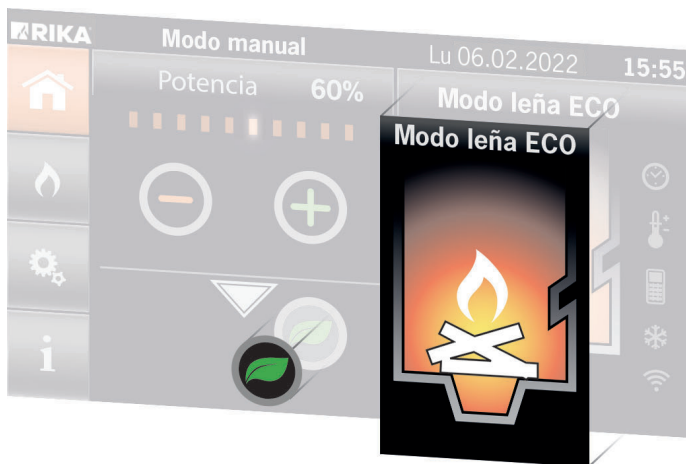 RIKA
Modo manual
Lu 06.02.2022
15:55
Potencia 60%
Modo leña ECO
Modo leña ECO
i